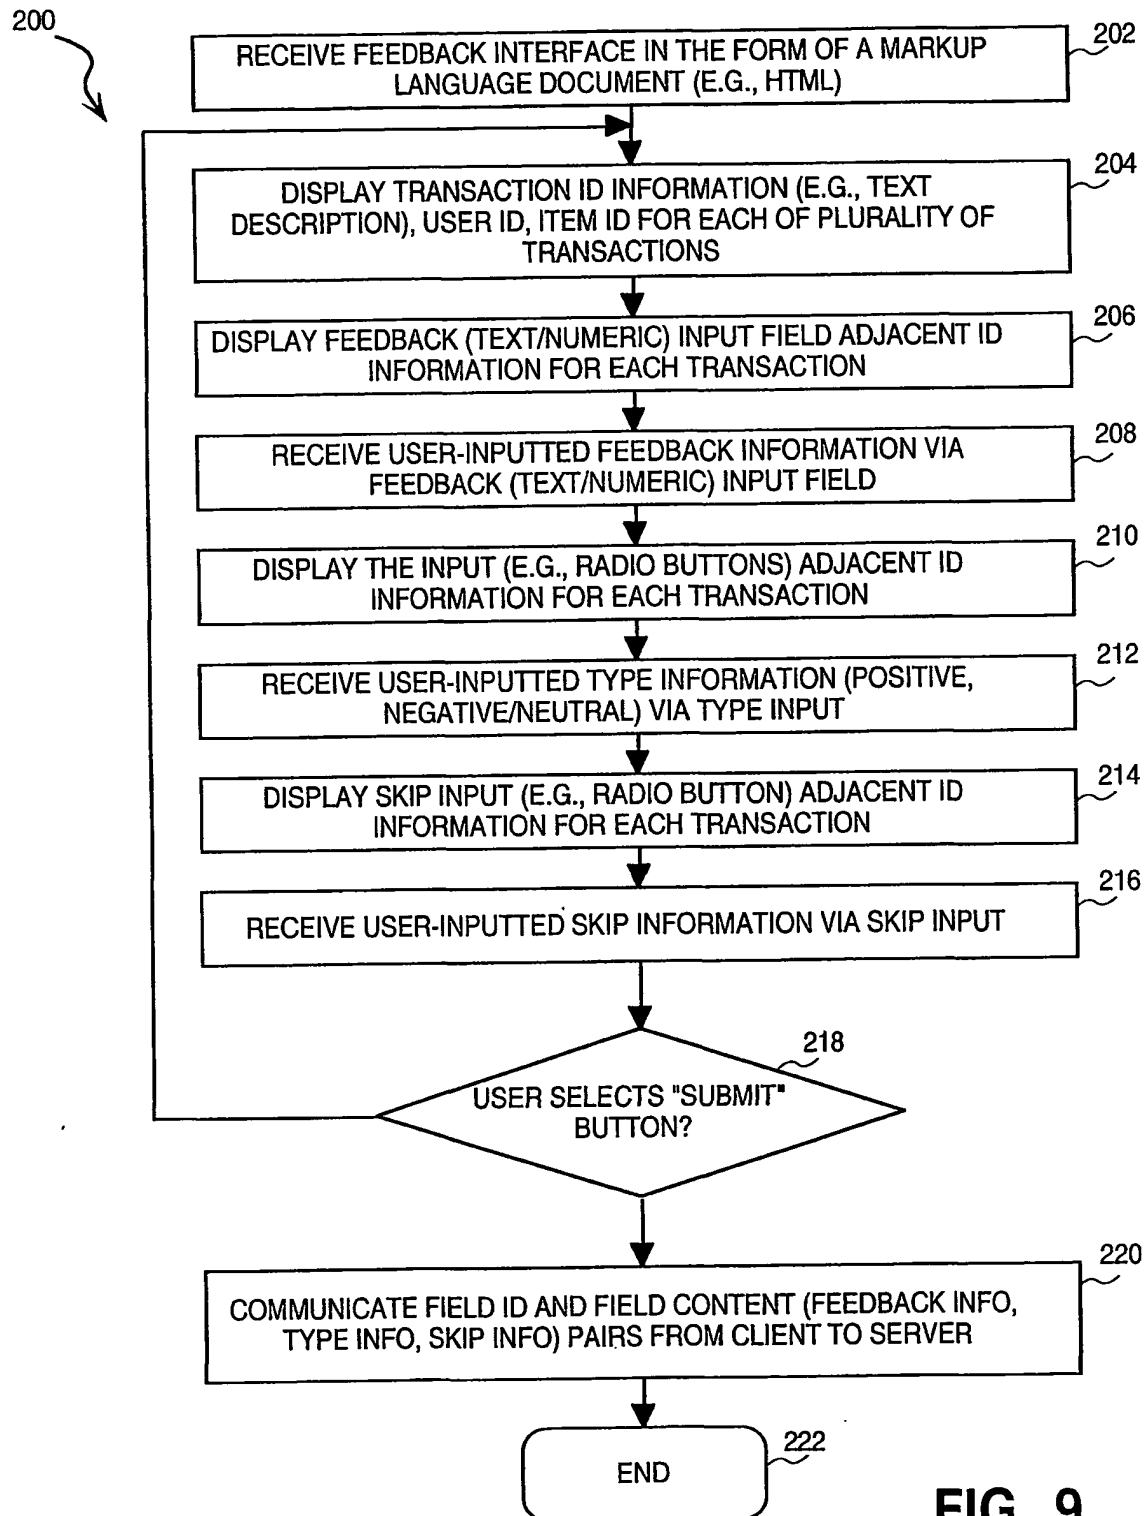 200
202
RECEIVE FEEDBACK INTERFACE IN THE FORM OF A MARKUP
LANGUAGE DOCUMENT (E.G., HTML)
204
DISPLAY TRANSACTION ID INFORMATION (E.G., TEXT
DESCRIPTION), USER ID, ITEM ID FOR EACH OF PLURALITY OF
TRANSACTIONS
206
DISPLAY FEEDBACK (TEXT/NUMERIC) INPUT FIELD ADJACENT ID
INFORMATION FOR EACH TRANSACTION
208
RECEIVE USER-INPUTTED FEEDBACK INFORMATION VIA
FEEDBACK (TEXT/NUMERIC) INPUT FIELD
210
DISPLAY THE INPUT (E.G., RADIO BUTTONS) ADJACENT ID
INFORMATION FOR EACH TRANSACTION
212
RECEIVE USER-INPUTTED TYPE INFORMATION (POSITIVE,
NEGATIVE/NEUTRAL) VIA TYPE INPUT
214
DISPLAY SKIP INPUT (E.G., RADIO BUTTON) ADJACENT ID
INFORMATION FOR EACH TRANSACTION
216
RECEIVE USER-INPUTTED SKIP INFORMATION VIA SKIP INPUT
218
USER SELECTS "SUBMIT"
BUTTON?
220
COMMUNICATE FIELD ID AND FIELD CONTENT (FEEDBACK INFO,
TYPE INFO, SKIP INFO) PAIRS FROM CLIENT TO SERVER
222
END
FIG. 9